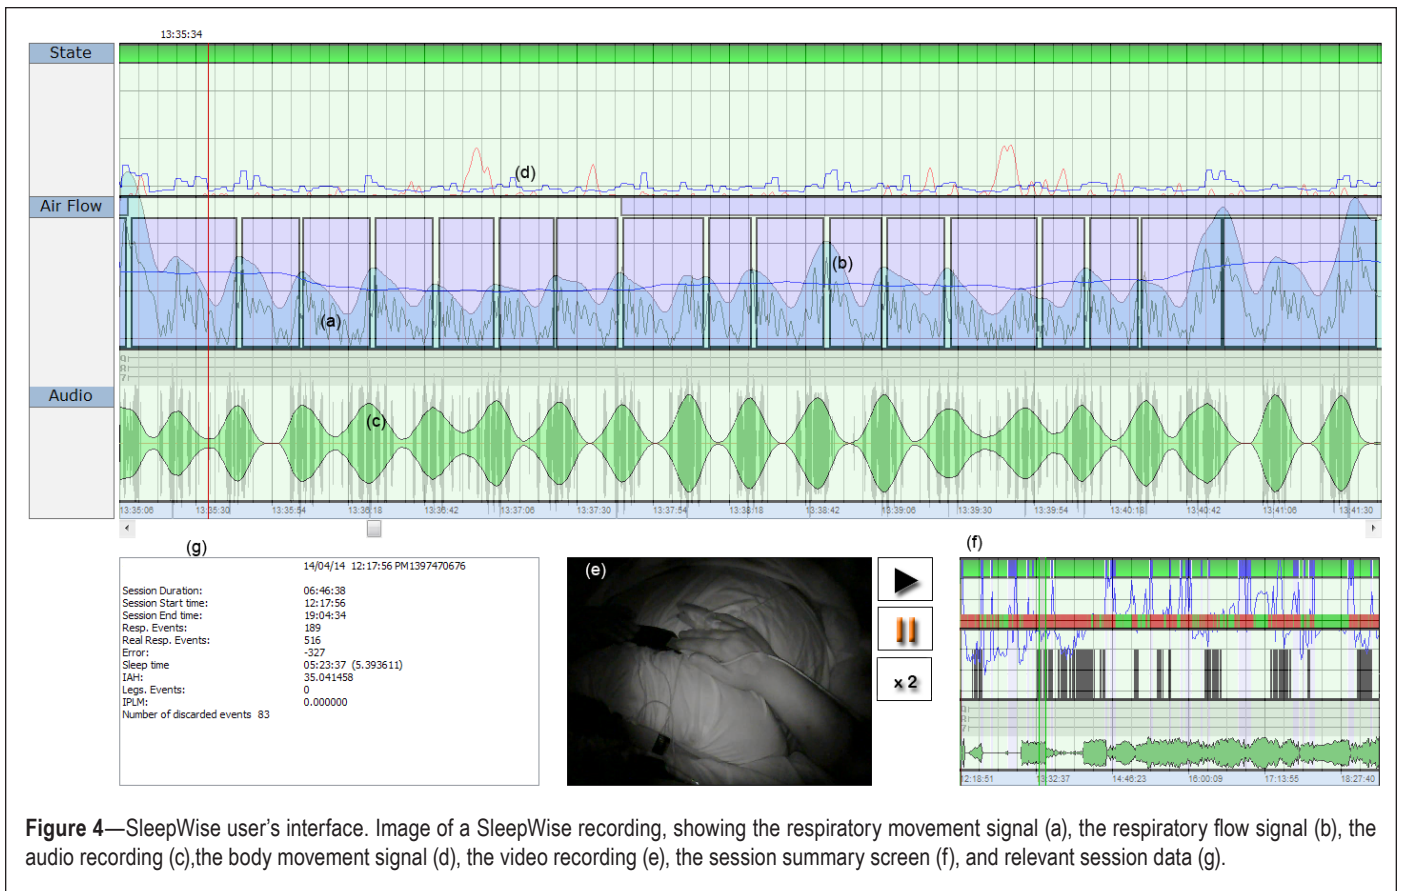 13:35:34
State
(d)
Air Flow
(b)
(a)
9
8
7
Audio
(c)
13:35:06 13:35:30 13:35:54 13:36:18 13:36:42 13:37:06 13:37:30 13:37:54 13:38:18 13:38:42 13:39:06 13:39:30 13:39:54 13:40:18 13:40:42 13:41:06 13:41:30
(g)
14/04/14 12:17:56 PM1397470676
Session Duration: 06:46:38
Session Start time: 12:17:56
Session End time: 19:04:34
Resp. Events: 189
Real Resp. Events: 516
Error: -327
Sleep time 05:23:37 (5.393611)
IAH: 35.041458
Legs. Events: 0
IPLM: 0.000000
Number of discarded events 83
(e)
x 2
(f)
9
8
7
12:18:51 13:32:37 14:46:23 16:00:09 17:13:55 18:27:40
Figure 4—SleepWise user's interface. Image of a SleepWise recording, showing the respiratory movement signal (a), the respiratory flow signal (b), the
audio recording (c),the body movement signal (d), the video recording (e), the session summary screen (f), and relevant session data (g).